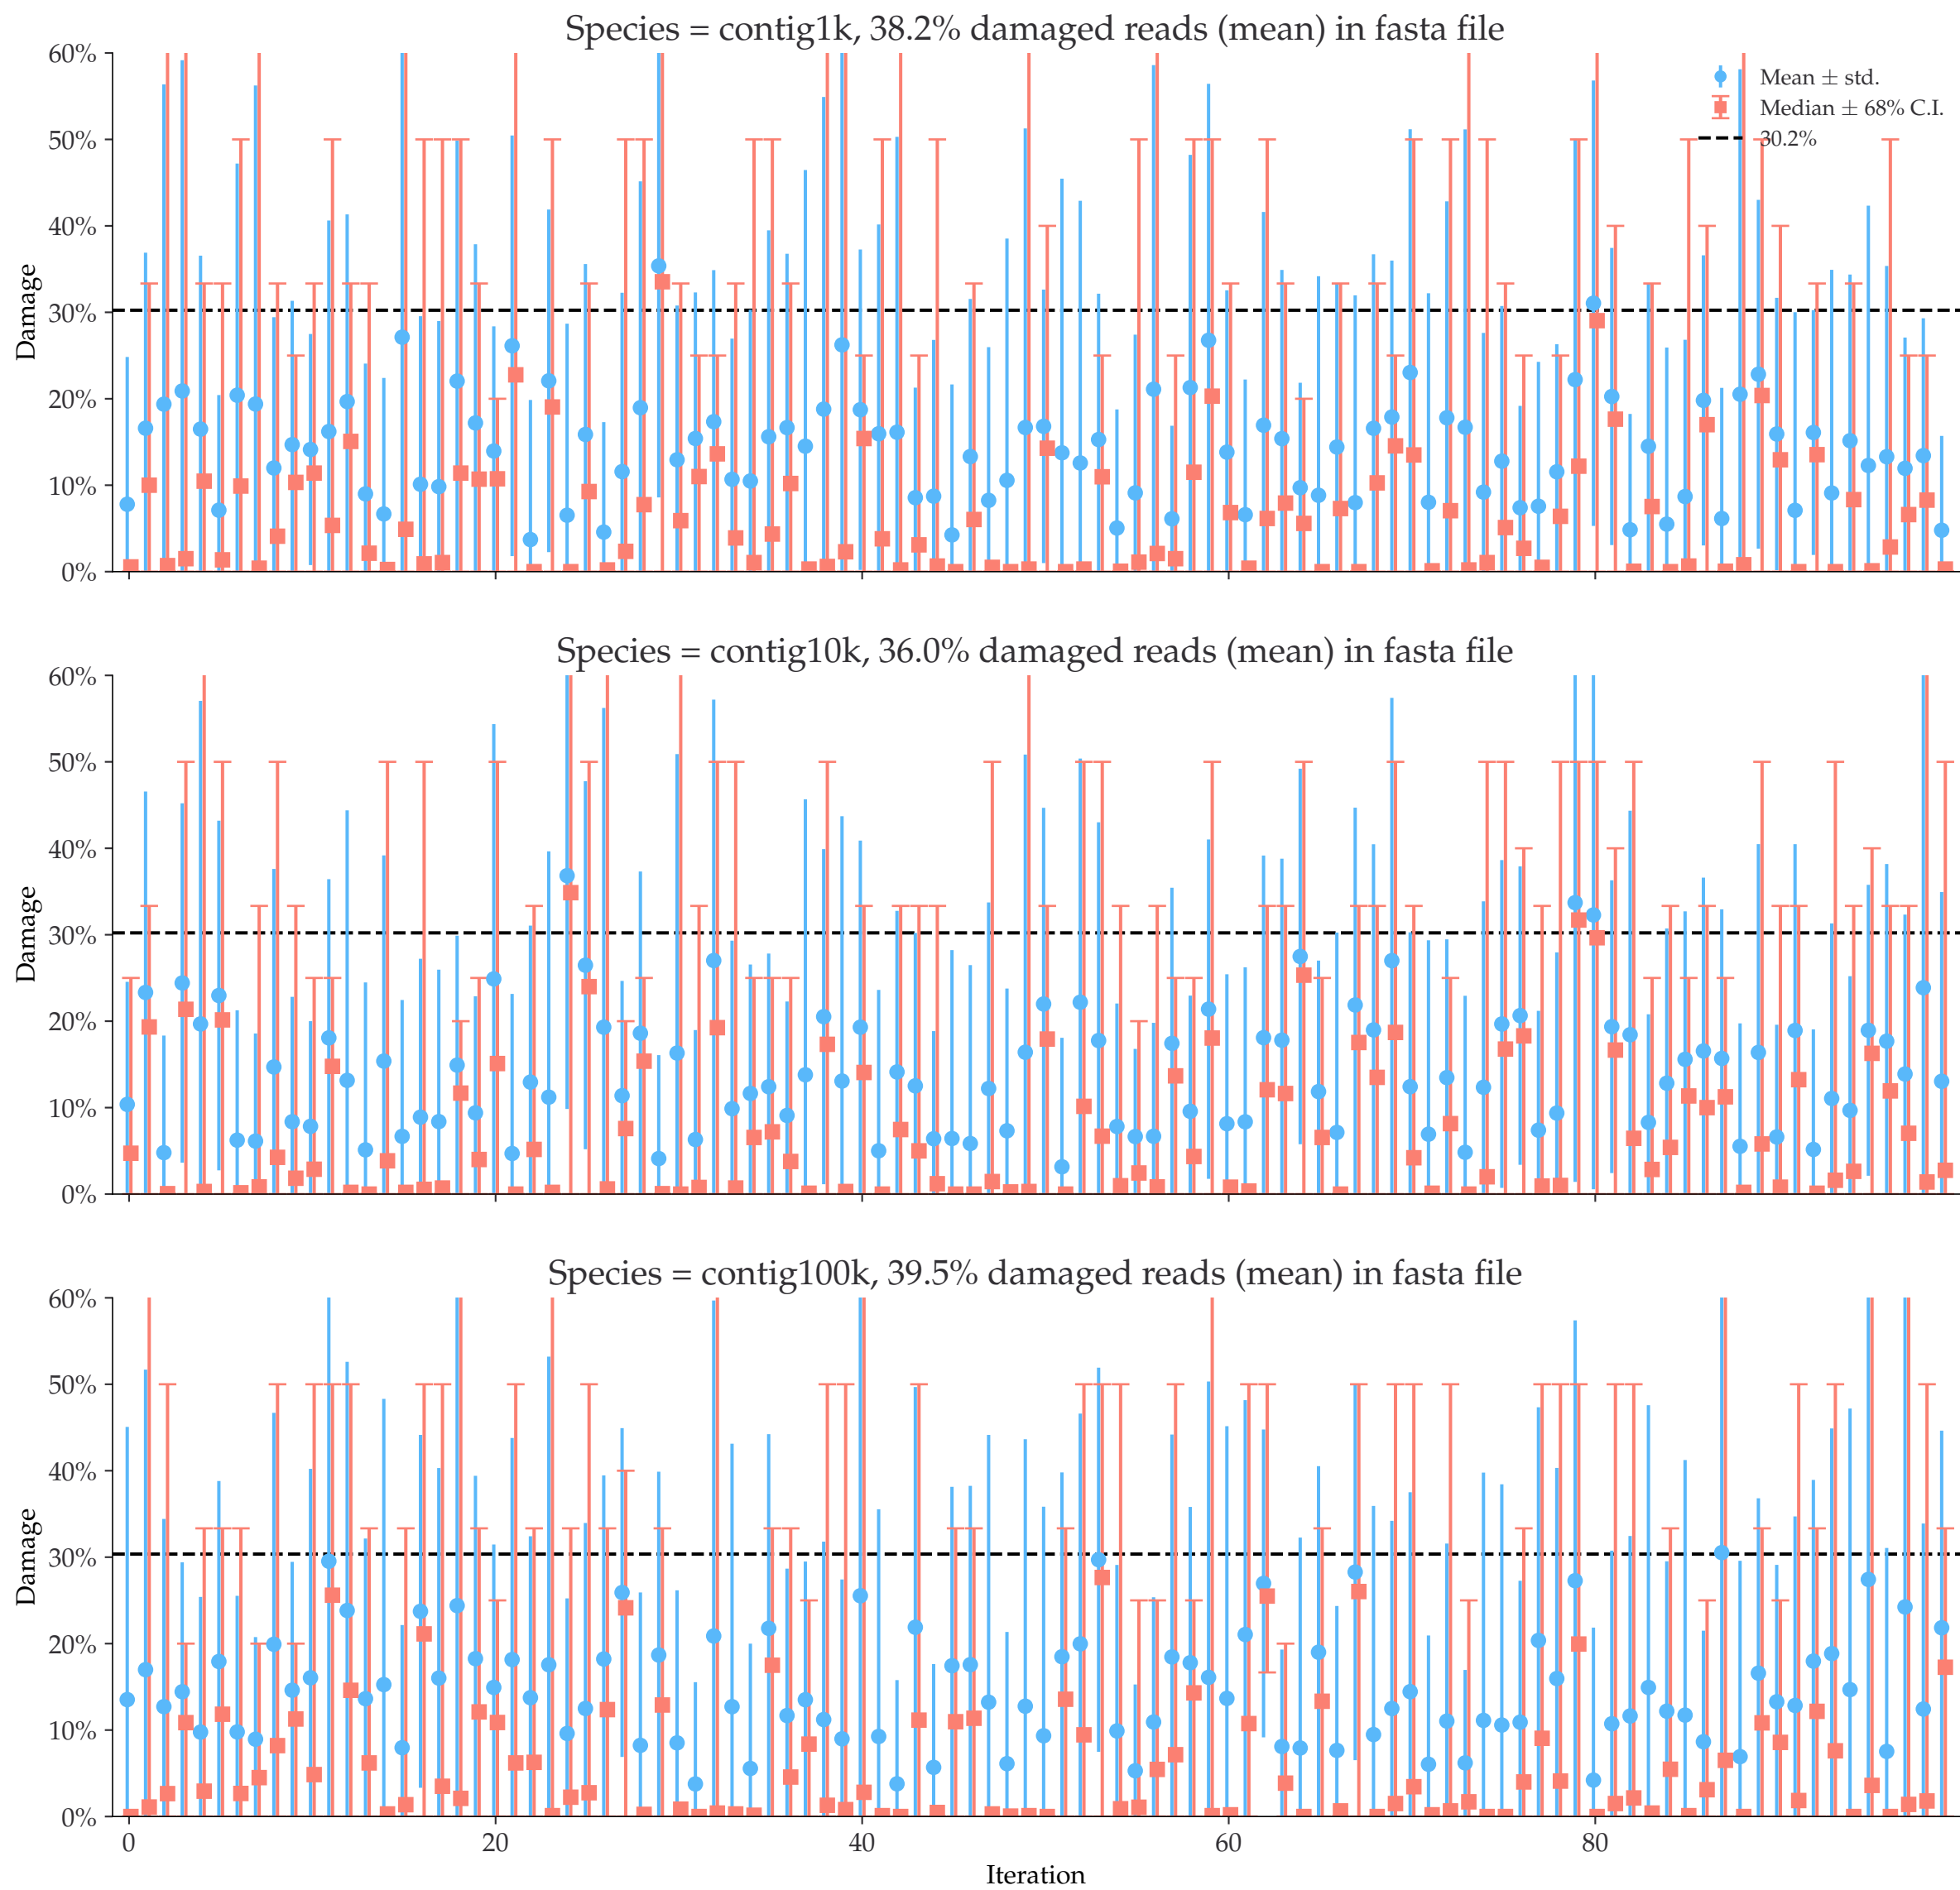 Species = contig1k, 38.2% damaged reads (mean) in fasta file
60%
50%
40%
30%
20%
10%
0%
Damage
Mean ± std.
Median ± 68% C.I.
30.2%
Species = contig10k, 36.0% damaged reads (mean) in fasta file
60%
50%
40%
30%
20%
10%
0%
Damage
Species = contig100k, 39.5% damaged reads (mean) in fasta file
60%
50%
40%
30%
20%
10%
0%
Damage
0 20 40 60 80
Iteration